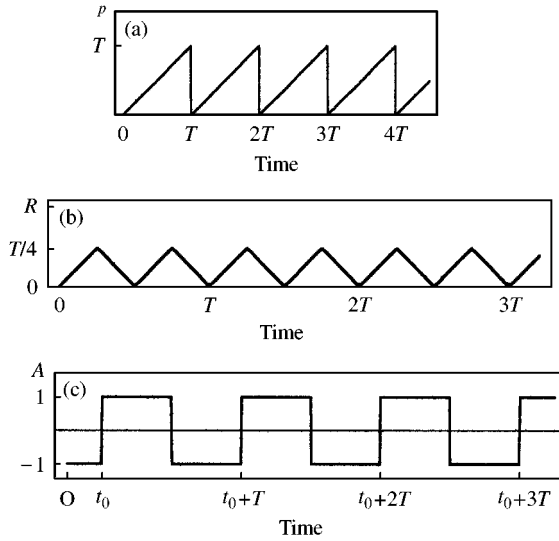 p
T (a)
0 T 2T 3T 4T
Time
R (b)
T/4
0
0 T 2T 3T
Time
A (c)
1
−1
O t₀ t₀+T t₀+2T t₀+3T
Time